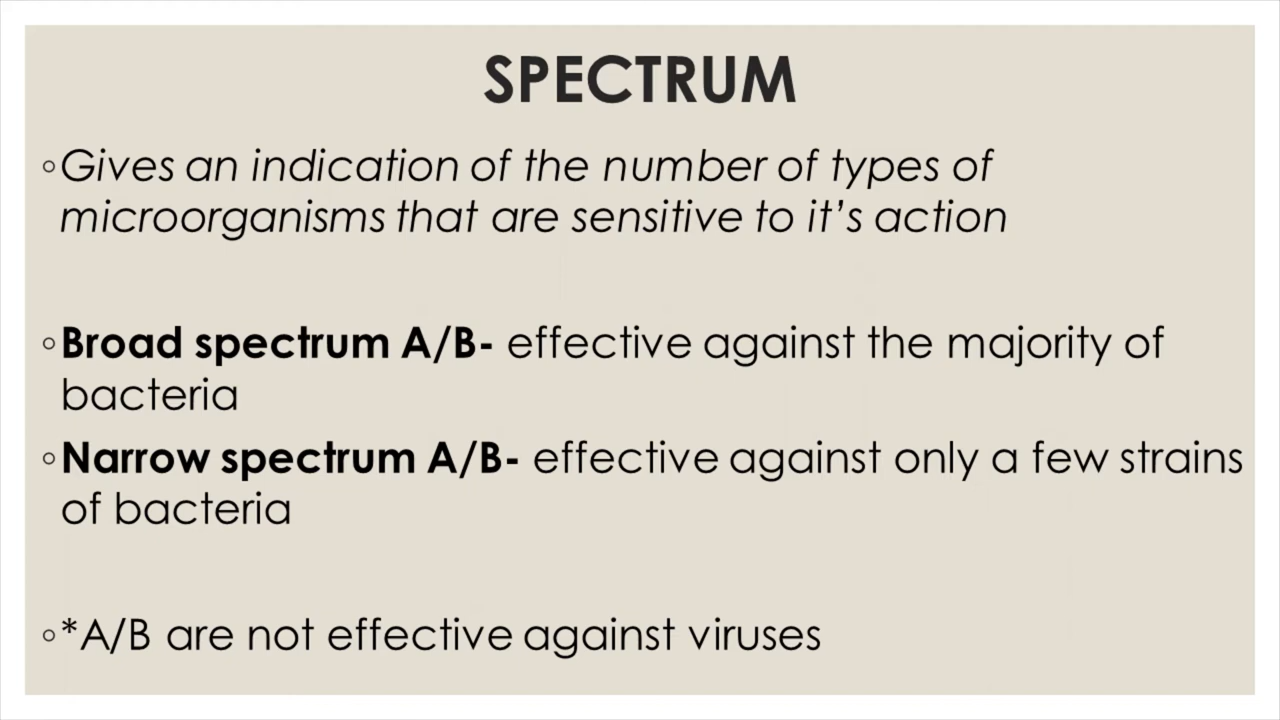 SPECTRUM
◦Gives an indication of the number of types of
microorganisms that are sensitive to it’s action
◦Broad spectrum A/B- effective against the majority of
bacteria
◦Narrow spectrum A/B- effective against only a few strains
of bacteria
◦*A/B are not effective against viruses